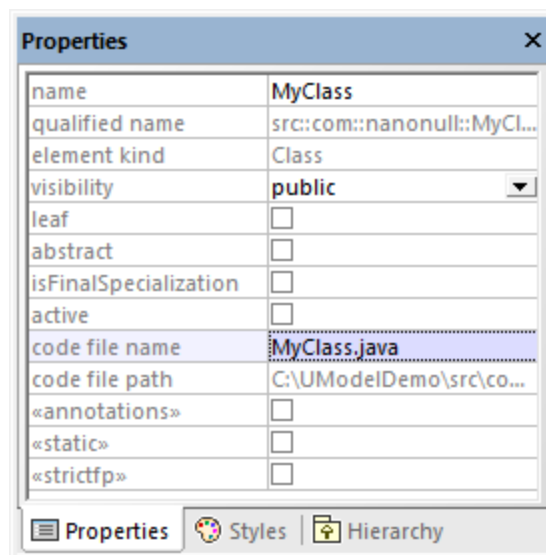 Properties
name MyClass
qualified name src::com::nanonull::MyCl...
element kind Class
visibility public
leaf
abstract
isFinalSpecialization
active
code file name MyClass.java
code file path C:\UModelDemo\src\co...
«annotations»
«static»
«strictfp»
Properties Styles Hierarchy